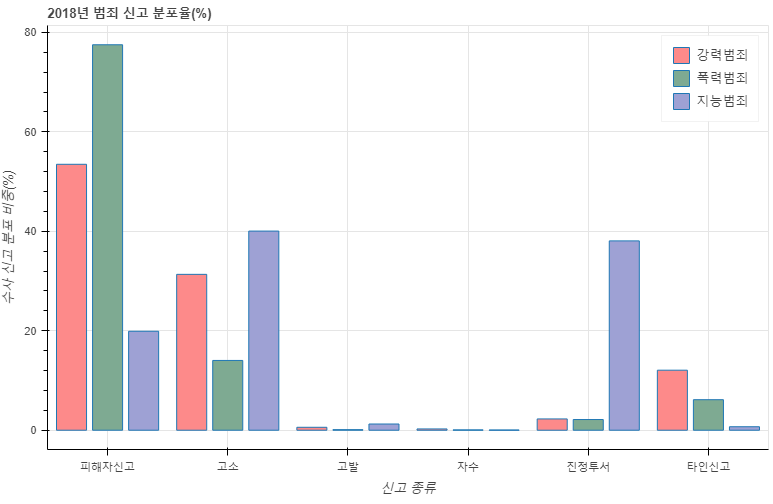 2018년 범죄 신고 분포율(%)
강력범죄
폭력범죄
지능범죄
수사 신고 분포 비중(%)
80
60
40
20
0
피해자신고 고소 고발 자수 진정투서 타인신고
신고 종류